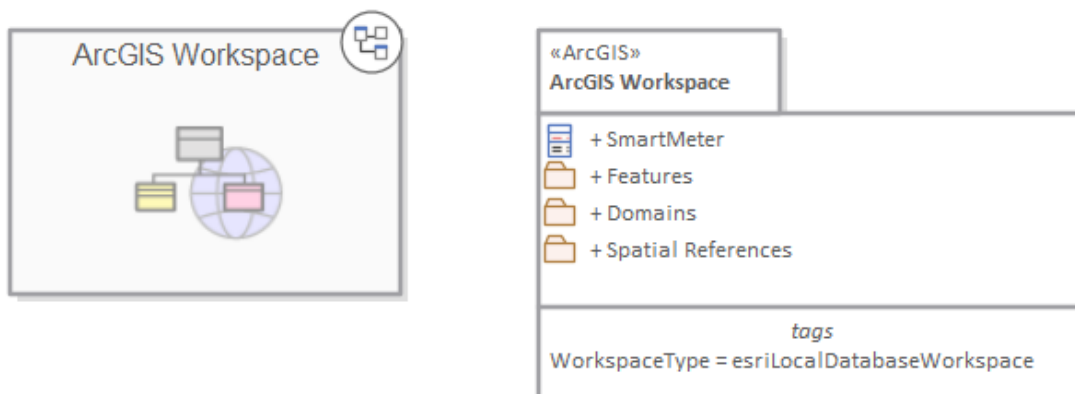 ArcGIS Workspace
«ArcGIS»
ArcGIS Workspace
+ SmartMeter
+ Features
+ Domains
+ Spatial References
tags
WorkspaceType = esriLocalDatabaseWorkspace